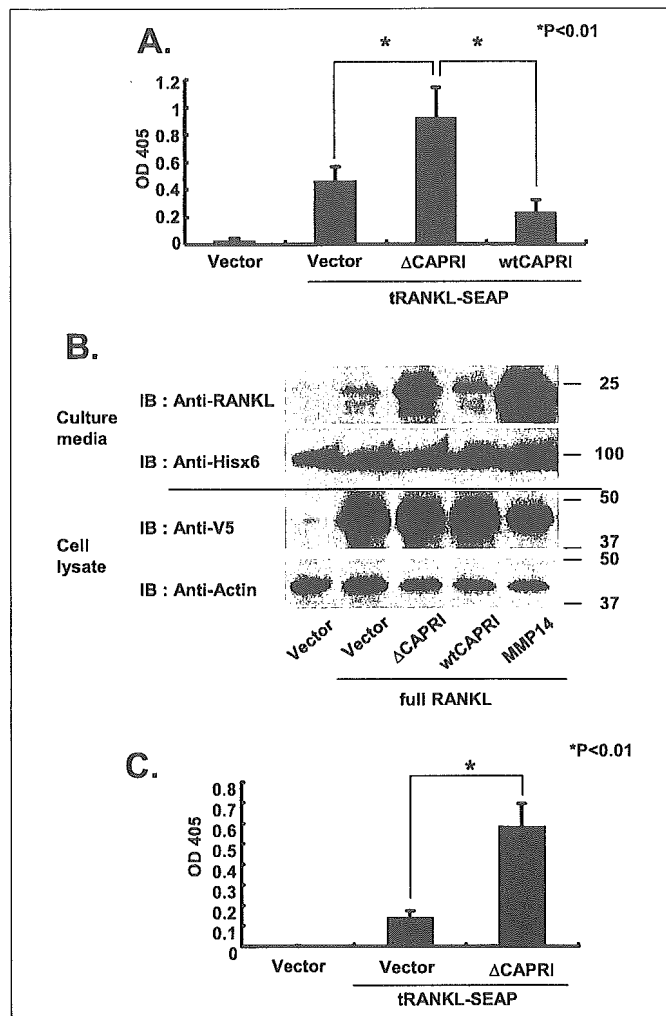 A.
*P<0.01
* *
1.2
1
0.8
0.6
0.4
0.2
0
OD 405
Vector Vector ΔCAPRI wtCAPRI
tRANKL-SEAP
B.
Culture media
IB : Anti-RANKL
25
IB : Anti-Hisx6
100
Cell lysate
IB : Anti-V5
50
37
IB : Anti-Actin
50
37
Vector Vector ΔCAPRI wtCAPRI MMP14
full RANKL
C.
*P<0.01
*
0.8
0.7
0.6
0.5
0.4
0.3
0.2
0.1
0
OD 405
Vector Vector ΔCAPRI
tRANKL-SEAP